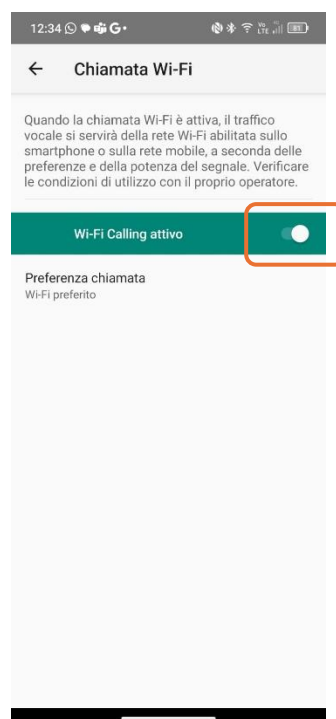 12:34
Chiamata Wi-Fi
Quando la chiamata Wi-Fi è attiva, il traffico
vocale si servirà della rete Wi-Fi abilitata sullo
smartphone o sulla rete mobile, a seconda delle
preferenze e della potenza del segnale. Verificare
le condizioni di utilizzo con il proprio operatore.
Wi-Fi Calling attivo
Preferenza chiamata
Wi-Fi preferito